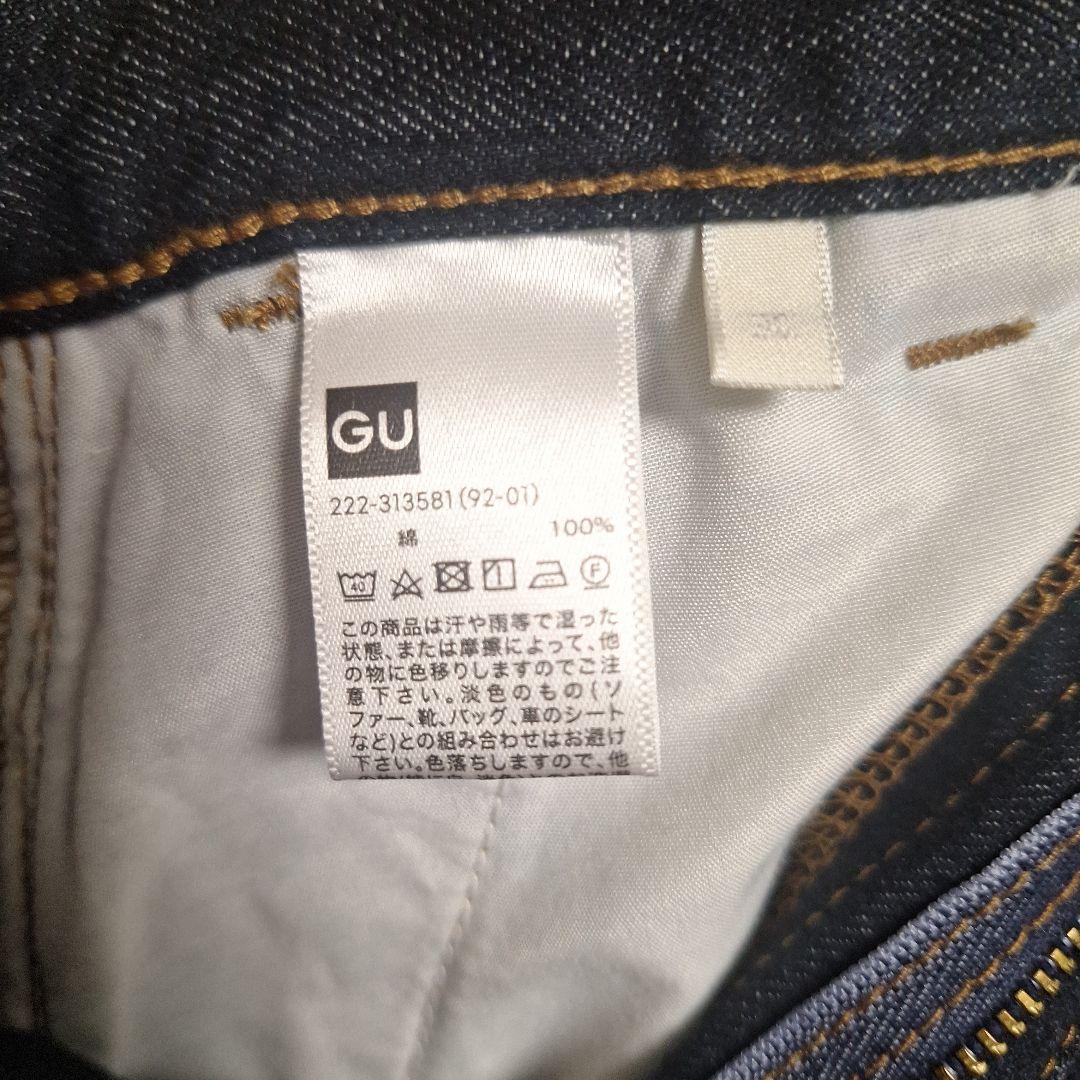 GU
222-313581(92-01)
綿 100%
40
F
この商品は汗や雨等で湿った
状態、または摩擦によって、他
の物に色移りしますのでご注
意下さい。淡色のもの(ソ
ファー、靴、バッグ、車のシート
など)との組み合わせはお避け
下さい。色落ちしますので、他